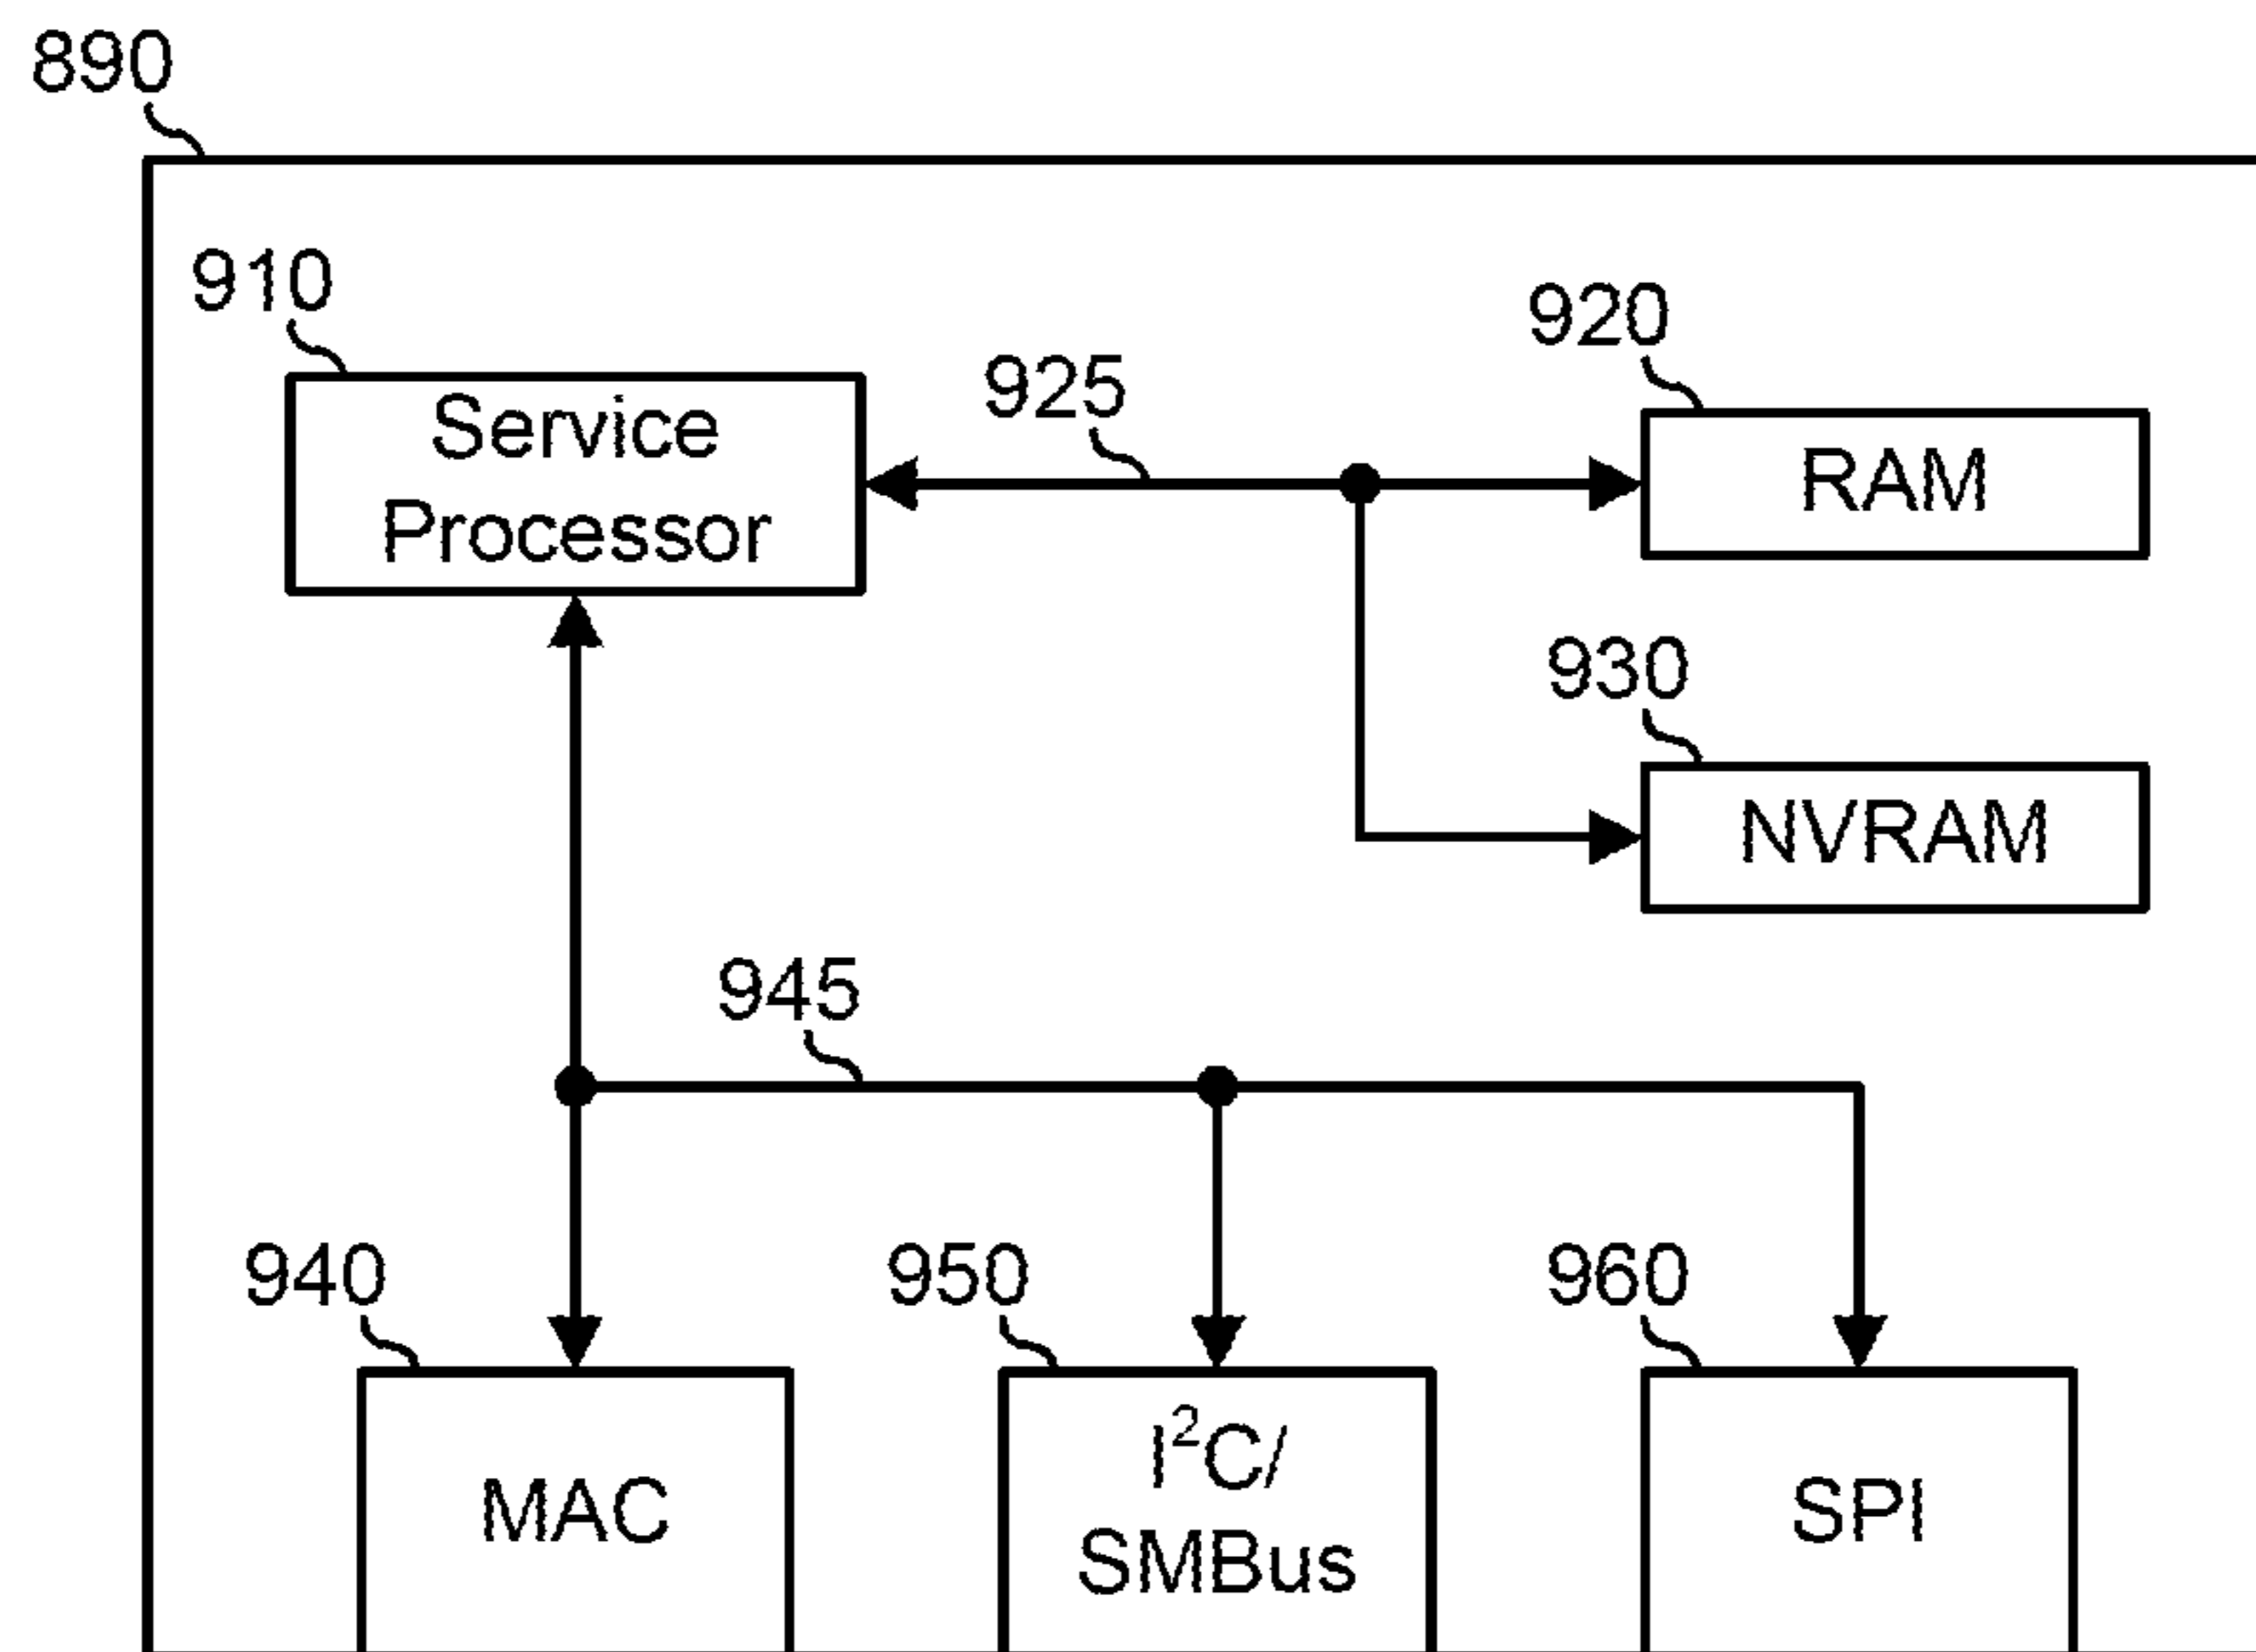 890
910
920
925
Service
Processor
RAM
930
NVRAM
945
940
950
960
I²C/
MAC
SPI
SMBus